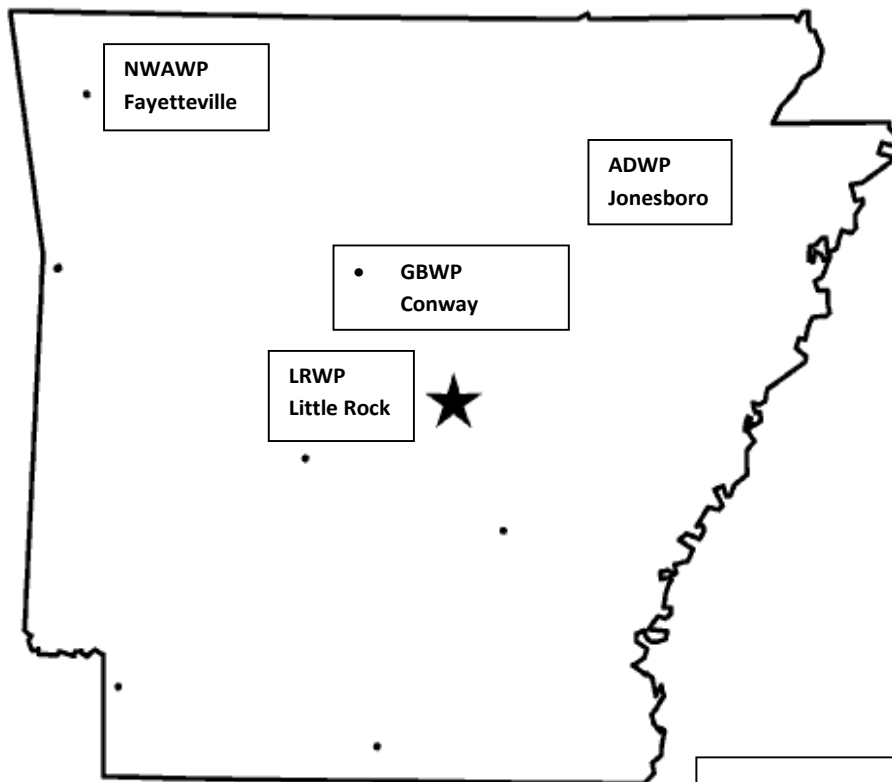 NWAWP
Fayetteville
ADWP
Jonesboro
GBWP
Conway
LRWP
Little Rock